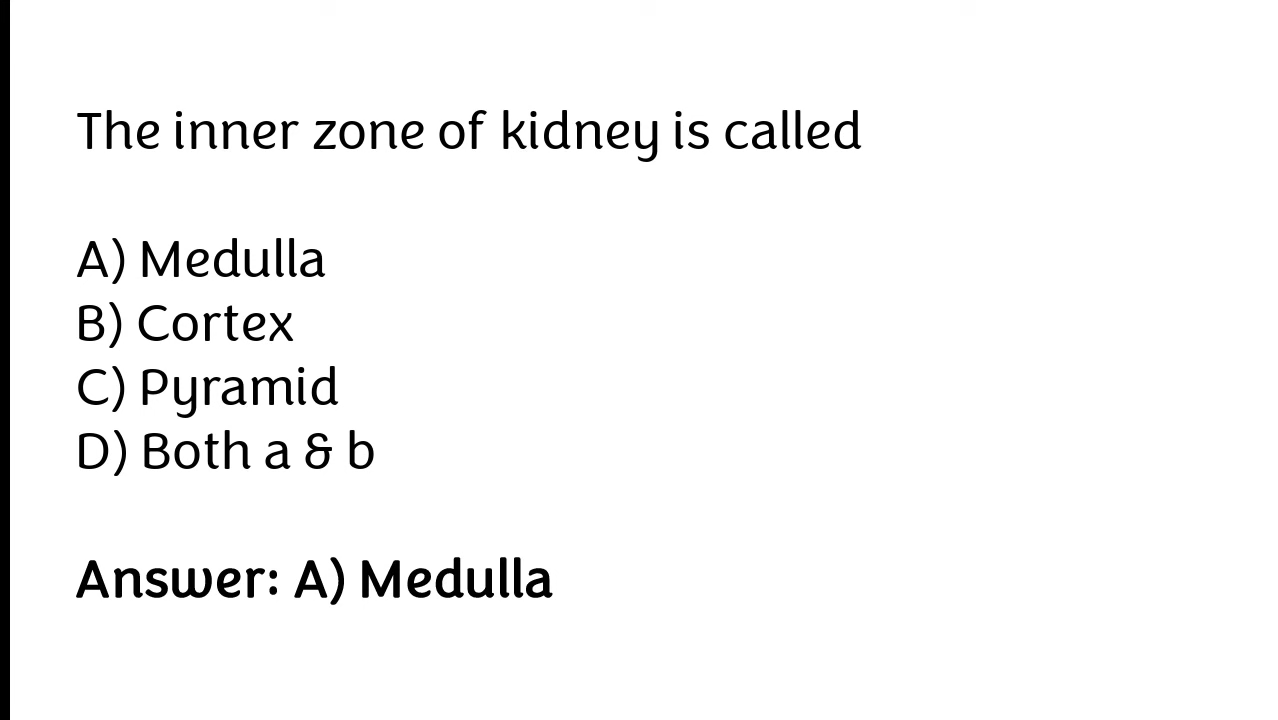 The inner zone of kidney is called
A) Medulla
B) Cortex
C) Pyramid
D) Both a & b
Answer: A) Medulla